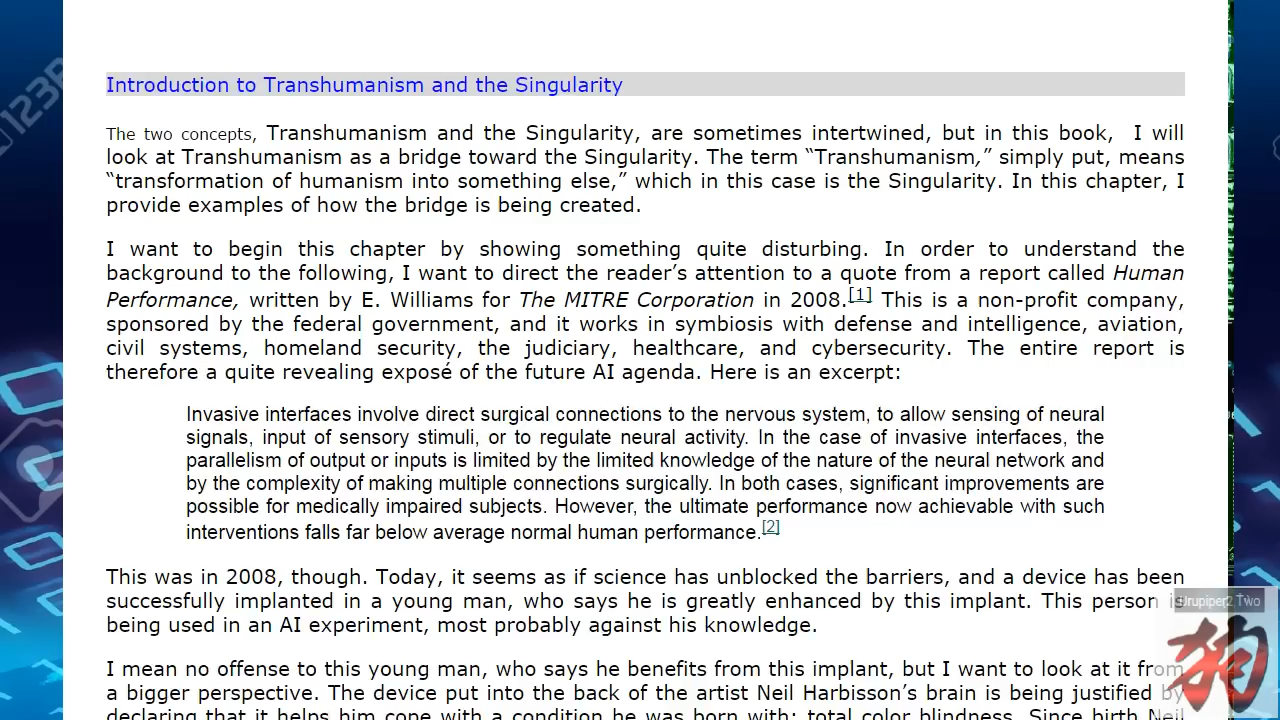 Introduction to Transhumanism and the Singularity
The two concepts, Transhumanism and the Singularity, are sometimes intertwined, but in this book, I will
look at Transhumanism as a bridge toward the Singularity. The term “Transhumanism,” simply put, means
“transformation of humanism into something else,” which in this case is the Singularity. In this chapter, I
provide examples of how the bridge is being created.
I want to begin this chapter by showing something quite disturbing. In order to understand the
background to the following, I want to direct the reader’s attention to a quote from a report called Human
Performance, written by E. Williams for The MITRE Corporation in 2008.[1] This is a non-profit company,
sponsored by the federal government, and it works in symbiosis with defense and intelligence, aviation,
civil systems, homeland security, the judiciary, healthcare, and cybersecurity. The entire report is
therefore a quite revealing exposé of the future AI agenda. Here is an excerpt:
Invasive interfaces involve direct surgical connections to the nervous system, to allow sensing of neural
signals, input of sensory stimuli, or to regulate neural activity. In the case of invasive interfaces, the
parallelism of output or inputs is limited by the limited knowledge of the nature of the neural network and
by the complexity of making multiple connections surgically. In both cases, significant improvements are
possible for medically impaired subjects. However, the ultimate performance now achievable with such
interventions falls far below average normal human performance.[2]
This was in 2008, though. Today, it seems as if science has unblocked the barriers, and a device has been
successfully implanted in a young man, who says he is greatly enhanced by this implant. This person is
being used in an AI experiment, most probably against his knowledge.
I mean no offense to this young man, who says he benefits from this implant, but I want to look at it from
a bigger perspective. The device put into the back of the artist Neil Harbisson’s brain is being justified by
declaring that it helps him cope with a condition he was born with: total color blindness. Since birth Neil
Urupiper2 Two
狗